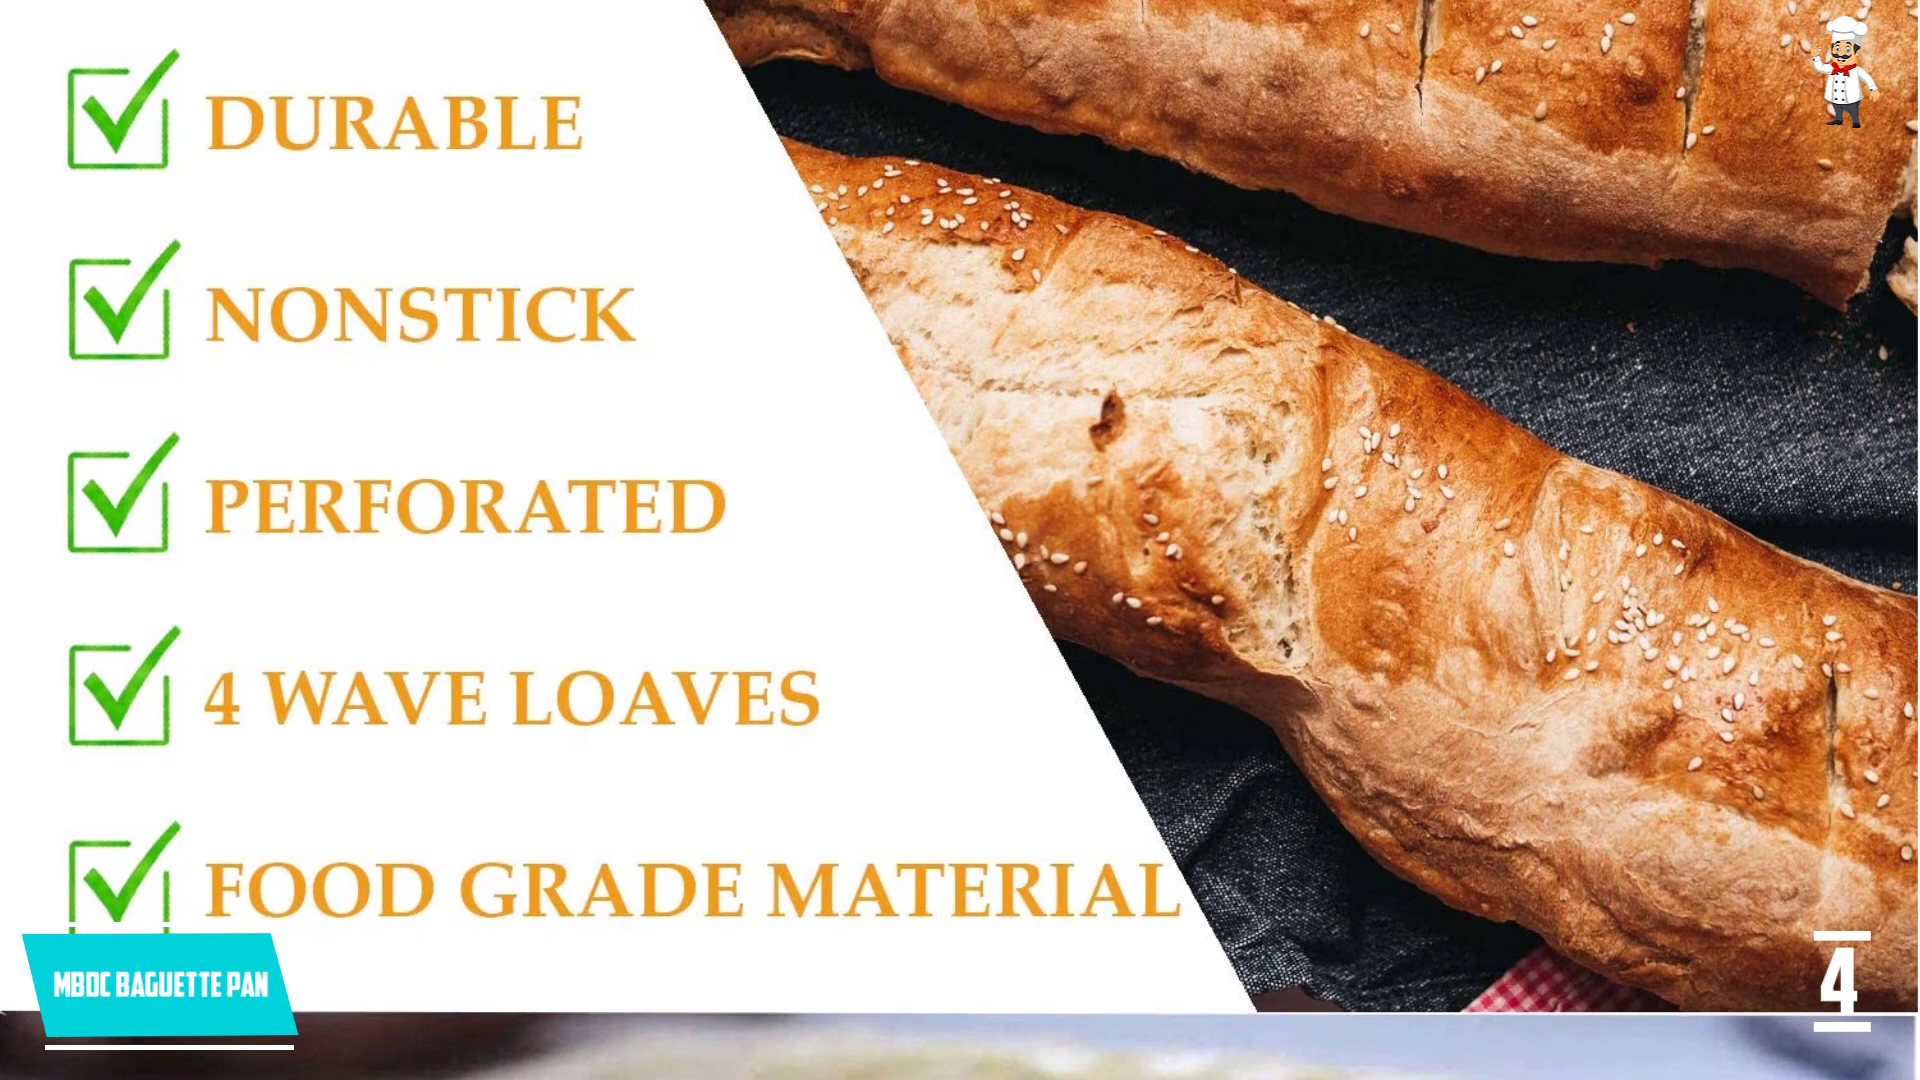 DURABLE
NONSTICK
PERFORATED
4 WAVE LOAVES
FOOD GRADE MATERIAL
MBDC BAGUETTE PAN
4